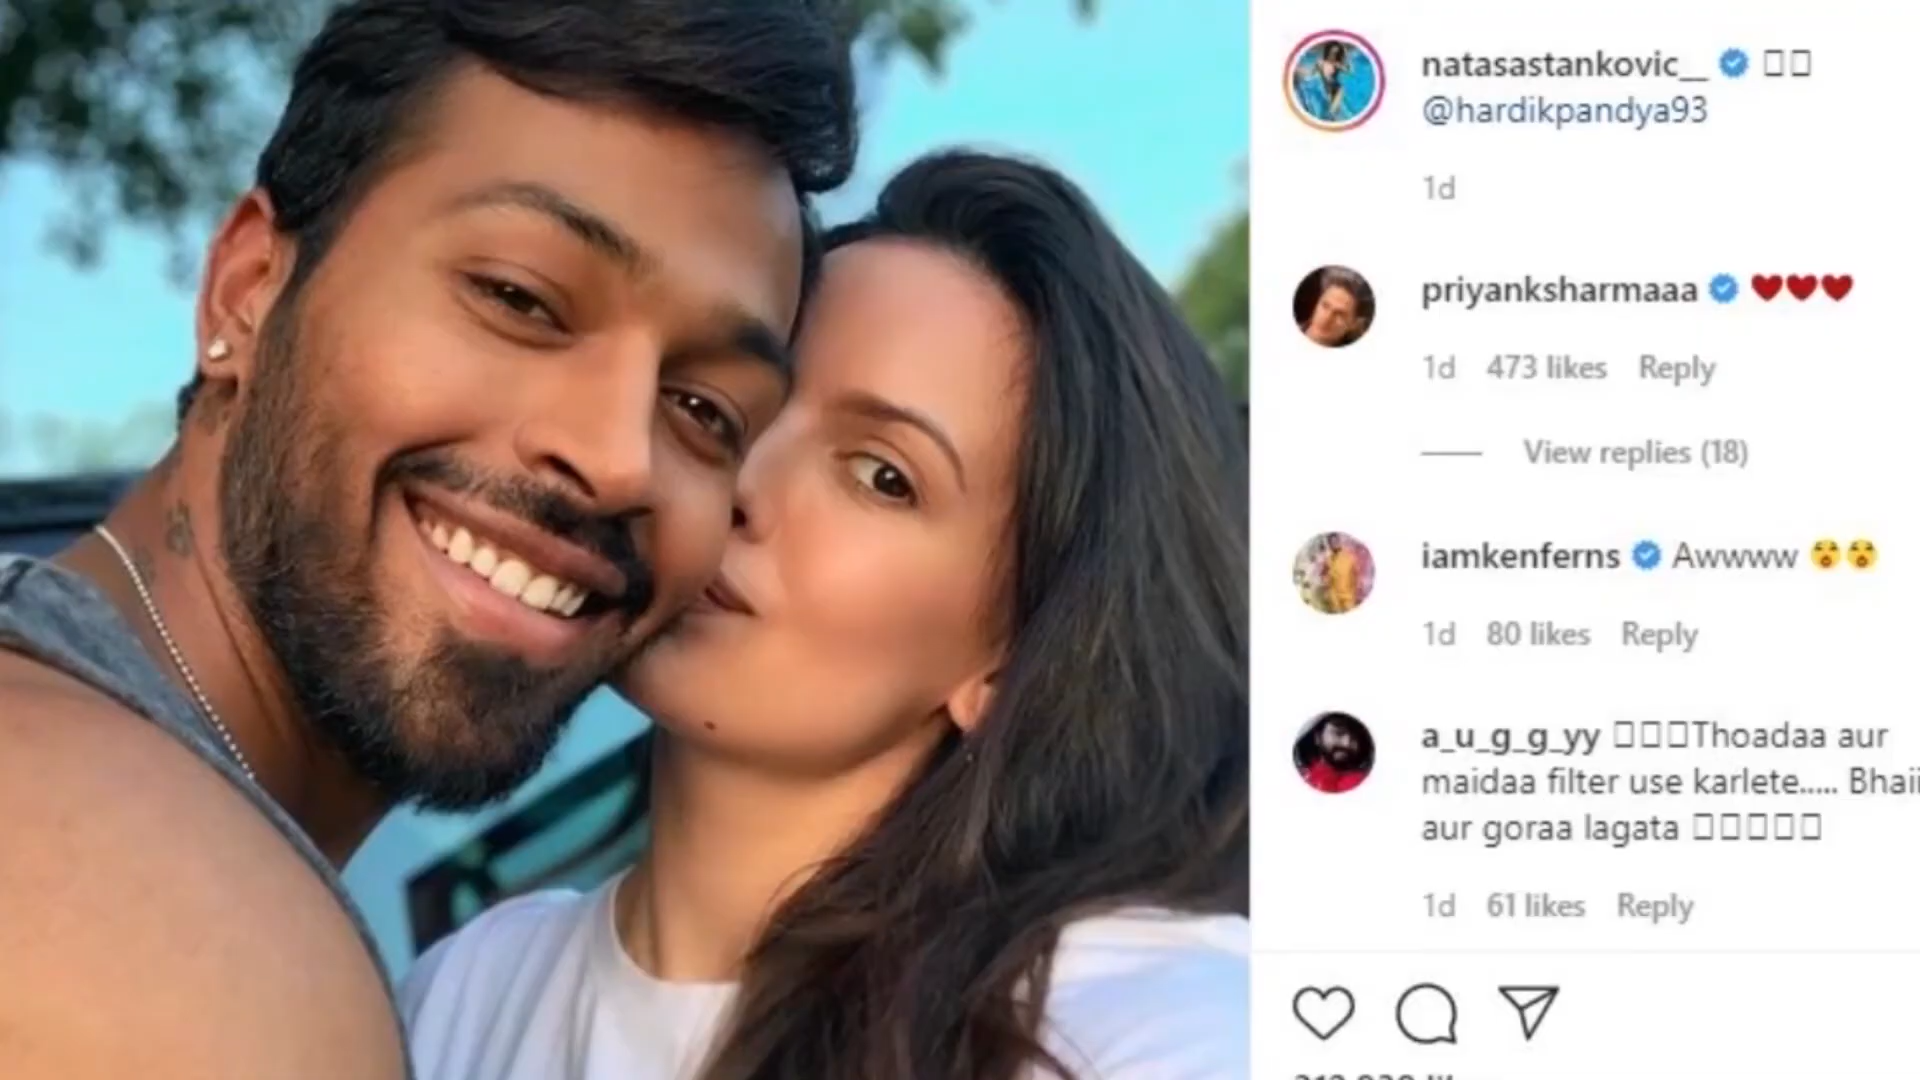 natasastankovic__
@hardikpandya93
1d
priyanksharmaaa ❤❤❤
1d 473 likes Reply
View replies (18)
iamkenferns Awwww 😲😲
1d 80 likes Reply
a_u_g_g_yy □□□Thoadaa aur
maidaa filter use karlete..... Bhaii
aur goraa lagata □□□□□
1d 61 likes Reply